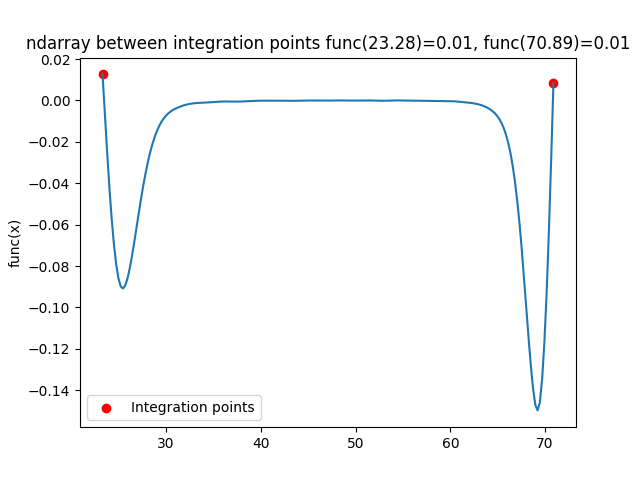 ndarray between integration points func(23.28)=0.01, func(70.89)=0.01
0.02
0.00
−0.02
−0.04
−0.06
−0.08
−0.10
−0.12
−0.14
func(x)
Integration points
30 40 50 60 70